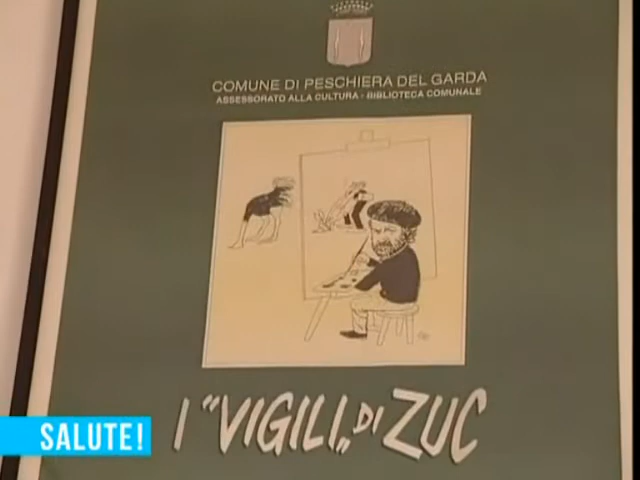 COMUNE DI PESCHIERA DEL GARDA
ASSESSORATO ALLA CULTURA - BIBLIOTECA COMUNALE
I "VIGILI" DI ZUC
SALUTE!